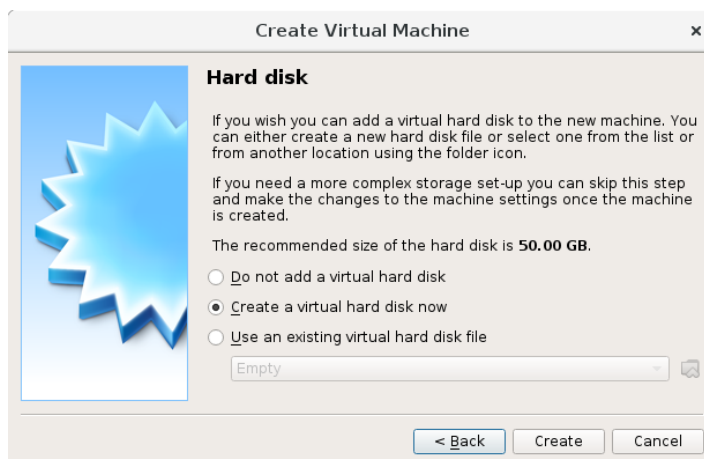 Create Virtual Machine
Hard disk
If you wish you can add a virtual hard disk to the new machine. You
can either create a new hard disk file or select one from the list or
from another location using the folder icon.
If you need a more complex storage set-up you can skip this step
and make the changes to the machine settings once the machine
is created.
The recommended size of the hard disk is 50.00 GB.
Do not add a virtual hard disk
Create a virtual hard disk now
Use an existing virtual hard disk file
Empty
< Back Create Cancel